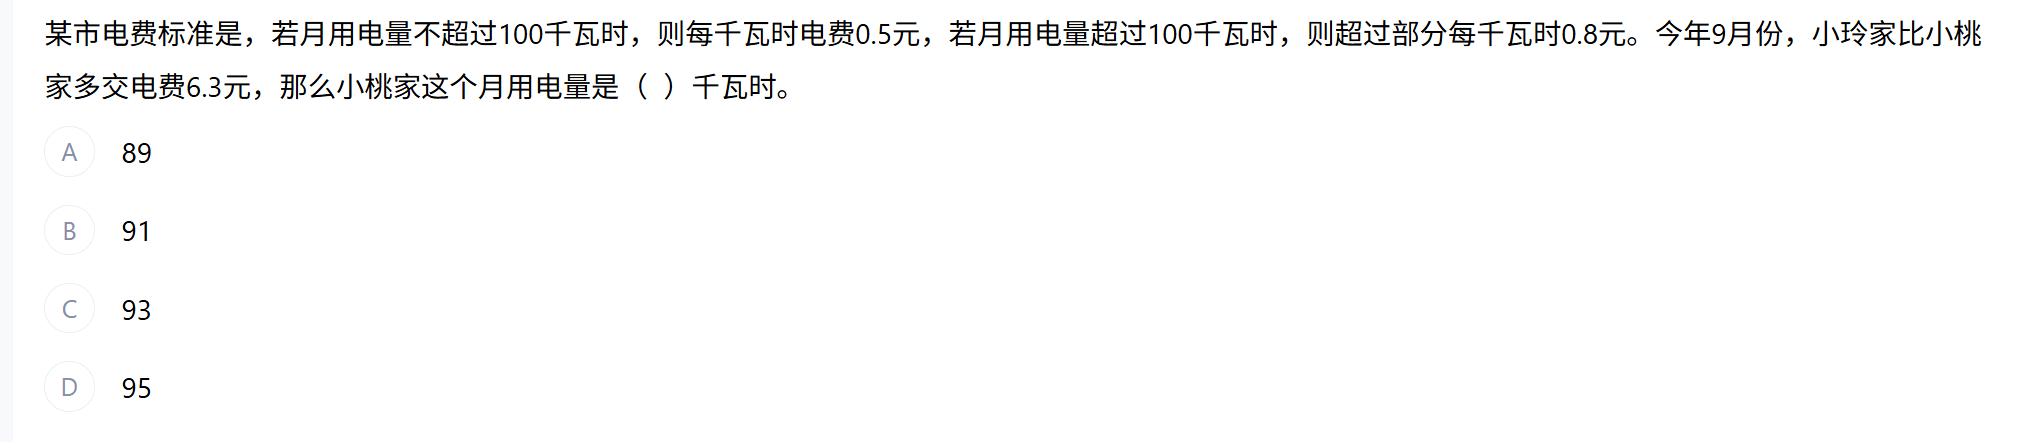 某市电费标准是，若月用电量不超过100千瓦时，则每千瓦时电费0.5元，若月用电量超过100千瓦时，则超过部分每千瓦时0.8元。今年9月份，小玲家比小桃
家多交电费6.3元，那么小桃家这个月用电量是（ ）千瓦时。
A 89
B 91
C 93
D 95